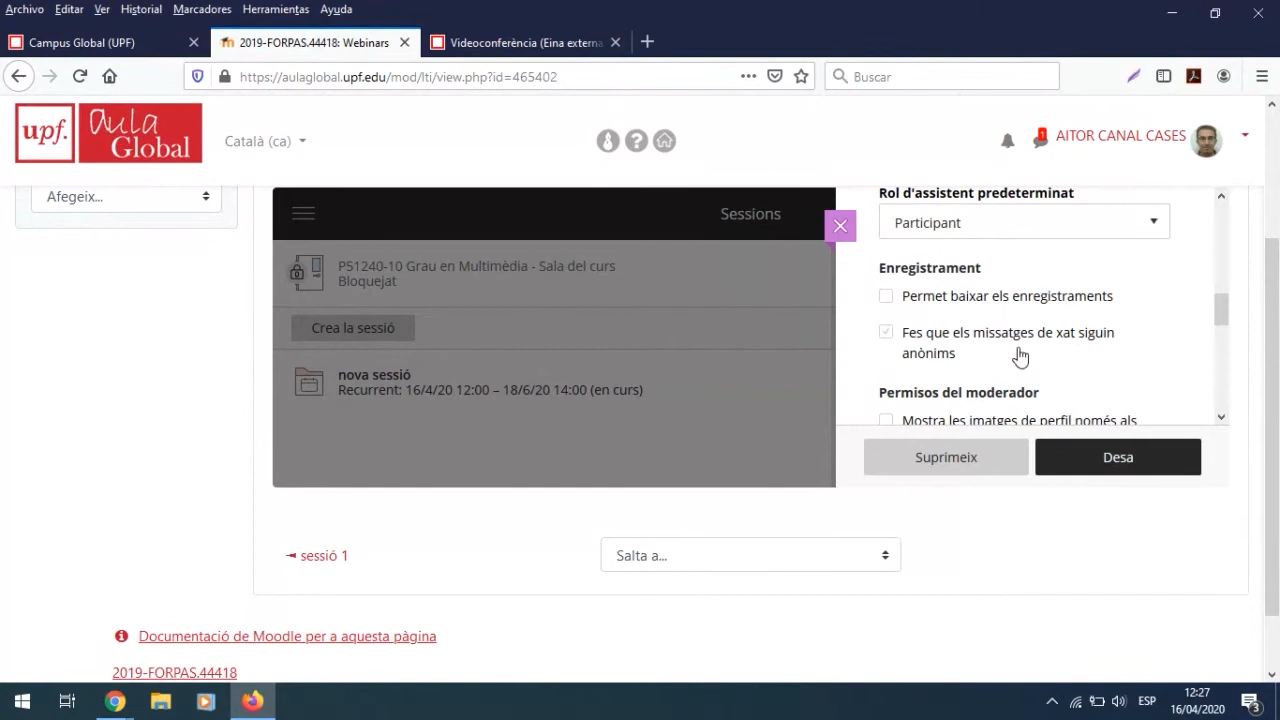 Archivo Editar Ver Historial Marcadores Herramientas Ayuda
Campus Global (UPF)
2019-FORPAS.44418: Webinars
Videoconferència (Eina externa
https://aulaglobal.upf.edu/mod/lti/view.php?id=465402
Buscar
upf. aula Global
Català (ca)
1
AITOR CANAL CASES
Afegeix...
Sessions
P51240-10 Grau en Multimèdia - Sala del curs
Bloquejat
Crea la sessió
nova sessió
Recurrent: 16/4/20 12:00 – 18/6/20 14:00 (en curs)
Rol d'assistent predeterminat
Participant
Enregistrament
Permet baixar els enregistraments
Fes que els missatges de xat siguin
anònims
Permisos del moderador
Mostra les imatges de perfil només als
Suprimeix
Desa
◄ sessió 1
Salta a...
Documentació de Moodle per a aquesta pàgina
2019-FORPAS.44418
ESP
12:27
16/04/2020
3